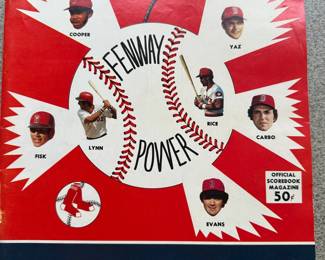 COOPER
YAZ
FENWAY
LYNN
RICE
FISK
CARBO
POWER
OFFICIAL
SCOREBOOK
MAGAZINE
50¢
EVANS